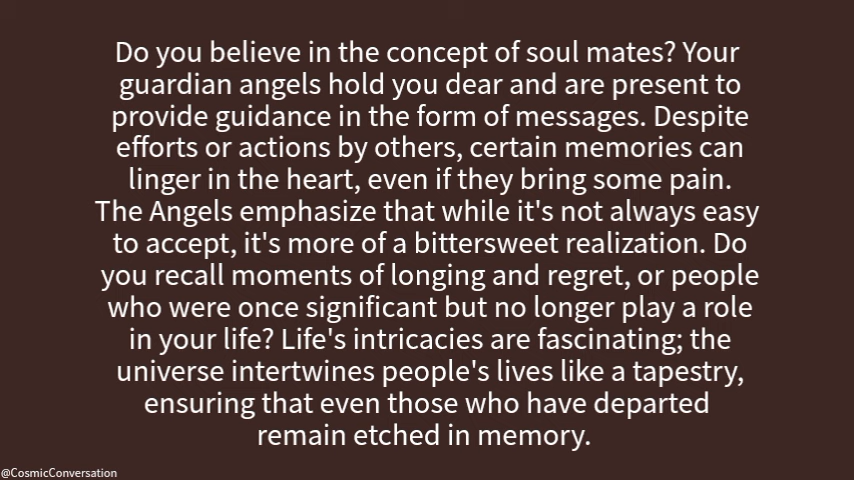 Do you believe in the concept of soul mates? Your
guardian angels hold you dear and are present to
provide guidance in the form of messages. Despite
efforts or actions by others, certain memories can
linger in the heart, even if they bring some pain.
The Angels emphasize that while it's not always easy
to accept, it's more of a bittersweet realization. Do
you recall moments of longing and regret, or people
who were once significant but no longer play a role
in your life? Life's intricacies are fascinating; the
universe intertwines people's lives like a tapestry,
ensuring that even those who have departed
remain etched in memory.
@CosmicConversation